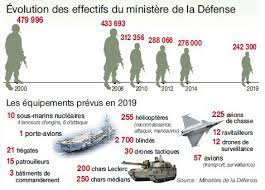 Évolution des effectifs du ministère de la Défense
479 996
433 693
312 356
288 066
276 000
242 300
2000
2008
2012
2014
2019
Les équipements prévus en 2019
10 sous-marins nucléaires
4 lanceurs d'engins, 6 d'attaque
1 porte-avions
21 frégates
15 patrouilleurs
3 bâtiments de
commandement
255 hélicoptères
(reconnaissance,
attaque, manœuvre)
2 700 blindés
30 drones tactiques
200 chars Leclerc
250 chars médians
225 avions
de chasse
12 ravitailleurs
12 drones de
surveillance
57 avions
(transport, surveillance)
Source : Ministère de la Défense.